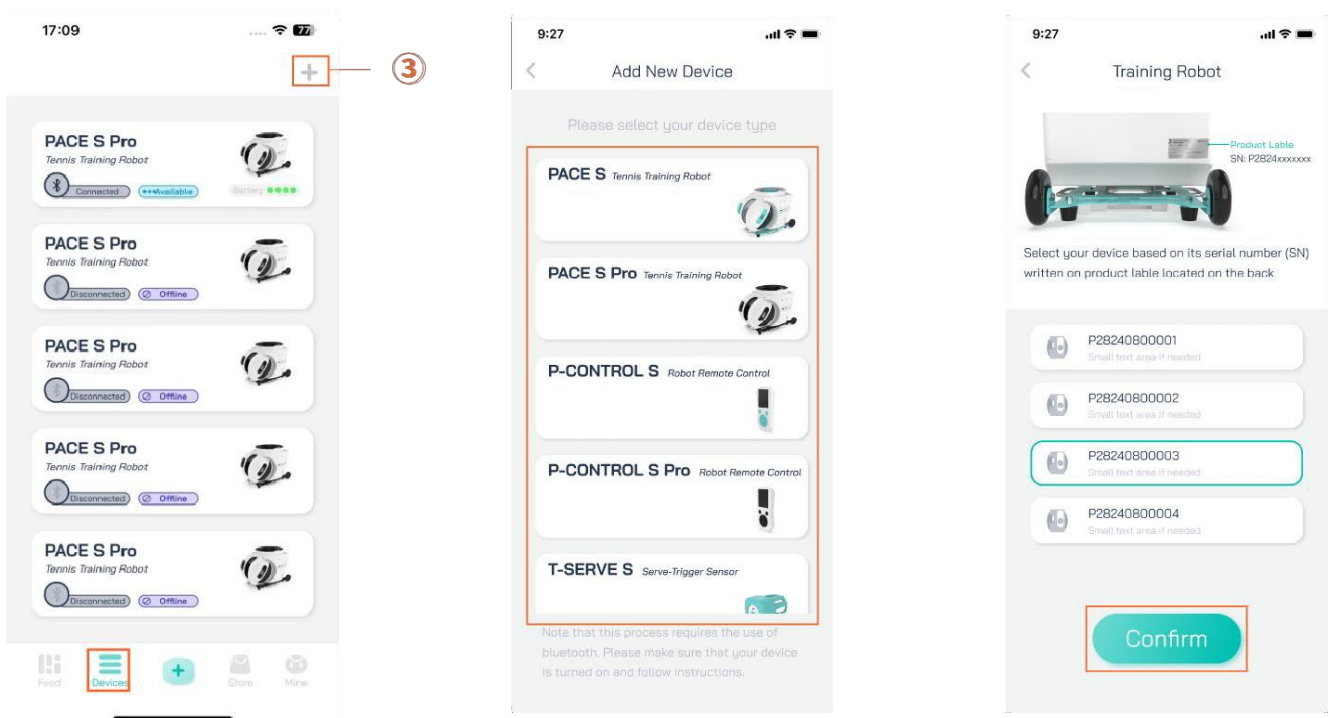 17:09
77
+
③
PACE S Pro
Tennis Training Robot
Connected
Available
Battery
PACE S Pro
Tennis Training Robot
Disconnected
Offline
PACE S Pro
Tennis Training Robot
Disconnected
Offline
PACE S Pro
Tennis Training Robot
Disconnected
Offline
PACE S Pro
Tennis Training Robot
Disconnected
Offline
Feed
Devices
+
Store
Mine
9:27
Add New Device
Please select your device type
PACE S Tennis Training Robot
PACE S Pro Tennis Training Robot
P-CONTROL S Robot Remote Control
P-CONTROL S Pro Robot Remote Control
T-SERVE S Serve-Trigger Sensor
Note that this process requires the use of
bluetooth. Please make sure that your device
is turned on and follow instructions.
9:27
Training Robot
Product Lable
SN: P2824xxxxxxx
Select your device based on its serial number (SN)
written on product lable located on the back
P28240800001
Small text area if needed
P28240800002
Small text area if needed
P28240800003
Small text area if needed
P28240800004
Small text area if needed
Confirm